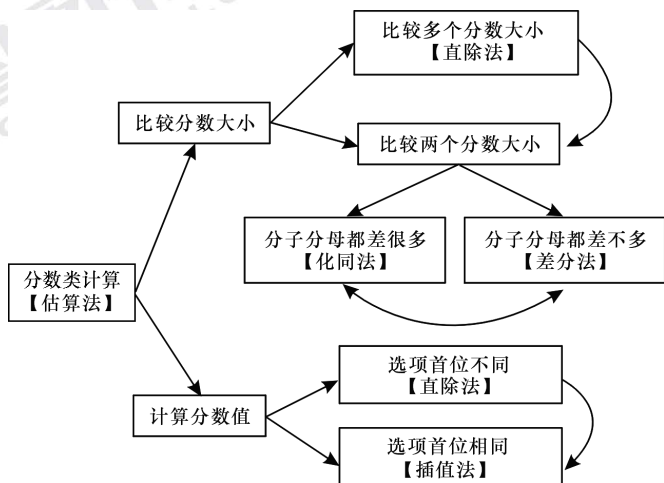 比较多个分数大小
【直除法】
比较分数大小
比较两个分数大小
分子分母都差很多
【化同法】
分子分母都差不多
【差分法】
分数类计算
【估算法】
选项首位不同
【直除法】
计算分数值
选项首位相同
【插值法】